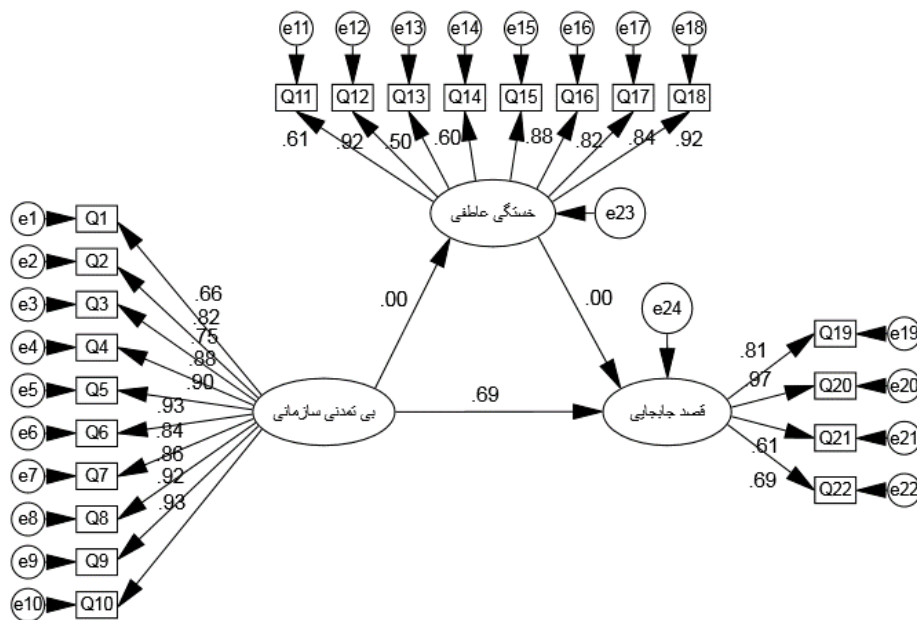 e11 e12 e13 e14 e15 e16 e17 e18
Q11 Q12 Q13 Q14 Q15 Q16 Q17 Q18
.61 .92 .50 .60 .88 .82 .84 .92
خستگی عاطفی
e23
e1 Q1
e2 Q2
e3 Q3
e4 Q4
e5 Q5
e6 Q6
e7 Q7
e8 Q8
e9 Q9
e10 Q10
.66
.82
.75
.88
.90
.93
.84
.86
.92
.93
بی تمدنی سازمانی
.00
.00
.69
e24
قصد جابجایی
.81
.97
.61
.69
Q19 e19
Q20 e20
Q21 e21
Q22 e22